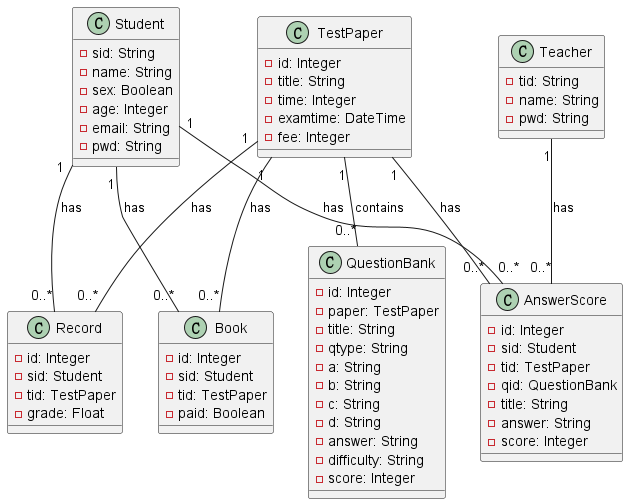 C Student
sid: String
name: String
sex: Boolean
age: Integer
email: String
pwd: String
C TestPaper
id: Integer
title: String
time: Integer
examtime: DateTime
fee: Integer
C Teacher
tid: String
name: String
pwd: String
1
1
1
1
1
1
1
1
has
has
has
has
has
contains
has
has
0..*
0..*
0..*
0..*
0..*
0..*
0..*
0..*
C Record
id: Integer
sid: Student
tid: TestPaper
grade: Float
C Book
id: Integer
sid: Student
tid: TestPaper
paid: Boolean
C QuestionBank
id: Integer
paper: TestPaper
title: String
qtype: String
a: String
b: String
c: String
d: String
answer: String
difficulty: String
score: Integer
C AnswerScore
id: Integer
sid: Student
tid: TestPaper
qid: QuestionBank
title: String
answer: String
score: Integer